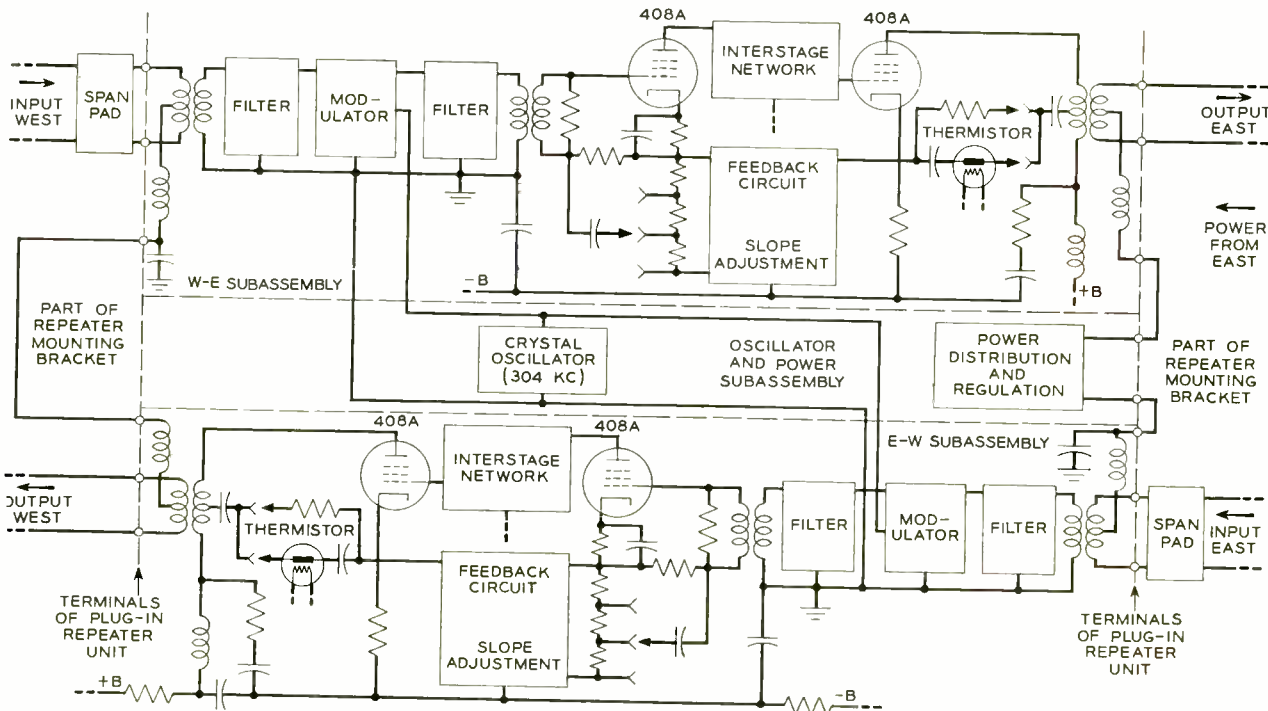 408A
408A
INPUT
WEST
SPAN
PAD
FILTER
MOD-
ULATOR
FILTER
INTERSTAGE
NETWORK
THERMISTOR
OUTPUT
EAST
FEEDBACK
CIRCUIT
SLOPE
ADJUSTMENT
POWER
FROM
EAST
W-E SUBASSEMBLY
-B
+B
PART OF
REPEATER
MOUNTING
BRACKET
CRYSTAL
OSCILLATOR
(304 KC)
OSCILLATOR
AND POWER
SUBASSEMBLY
POWER
DISTRIBUTION
AND
REGULATION
PART OF
REPEATER
MOUNTING
BRACKET
408A
408A
E-W SUBASSEMBLY
OUTPUT
WEST
THERMISTOR
INTERSTAGE
NETWORK
FILTER
MOD-
ULATOR
FILTER
SPAN
PAD
INPUT
EAST
FEEDBACK
CIRCUIT
SLOPE
ADJUSTMENT
TERMINALS
OF PLUG-IN
REPEATER
UNIT
TERMINALS
OF PLUG-IN
REPEATER
UNIT
+B
-B